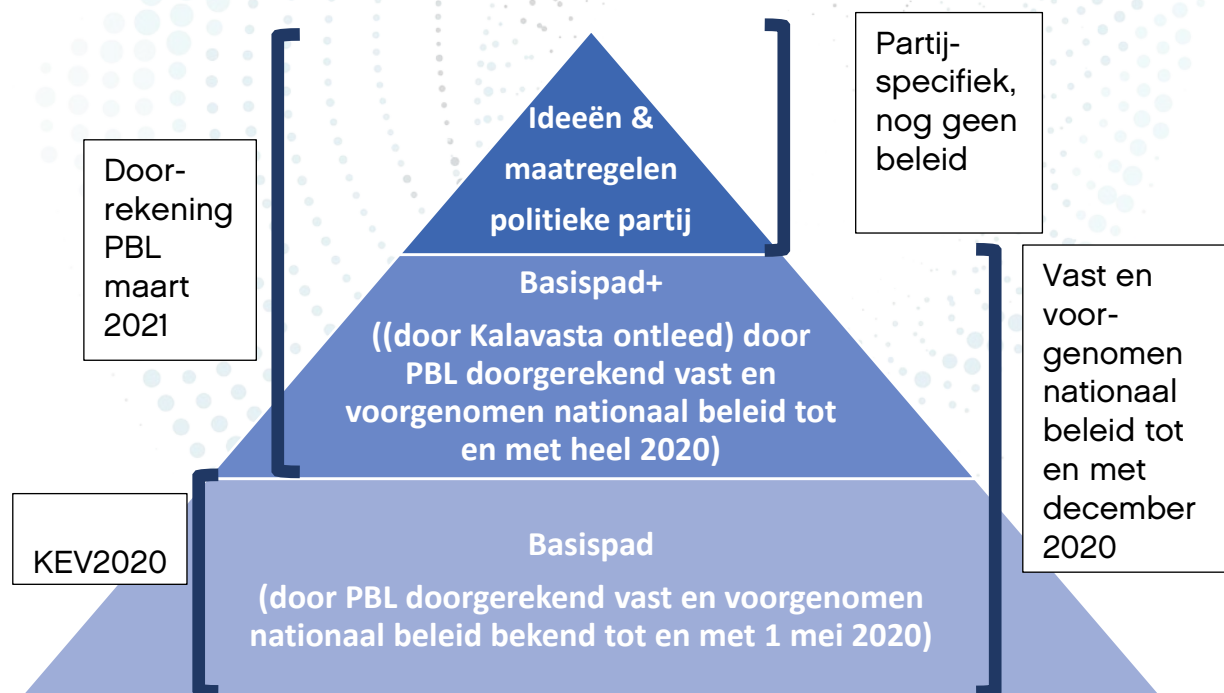 Partij-
specifiek,
nog geen
beleid
Ideeën &
maatregelen
politieke partij
Door-
rekening
PBL
maart
2021
Basispad+
((door Kalavasta ontleed) door
PBL doorgerekend vast en
voorgenomen nationaal beleid tot
en met heel 2020)
Vast en
voor-
genomen
nationaal
beleid tot
en met
december
2020
KEV2020
Basispad
(door PBL doorgerekend vast en voorgenomen
nationaal beleid bekend tot en met 1 mei 2020)